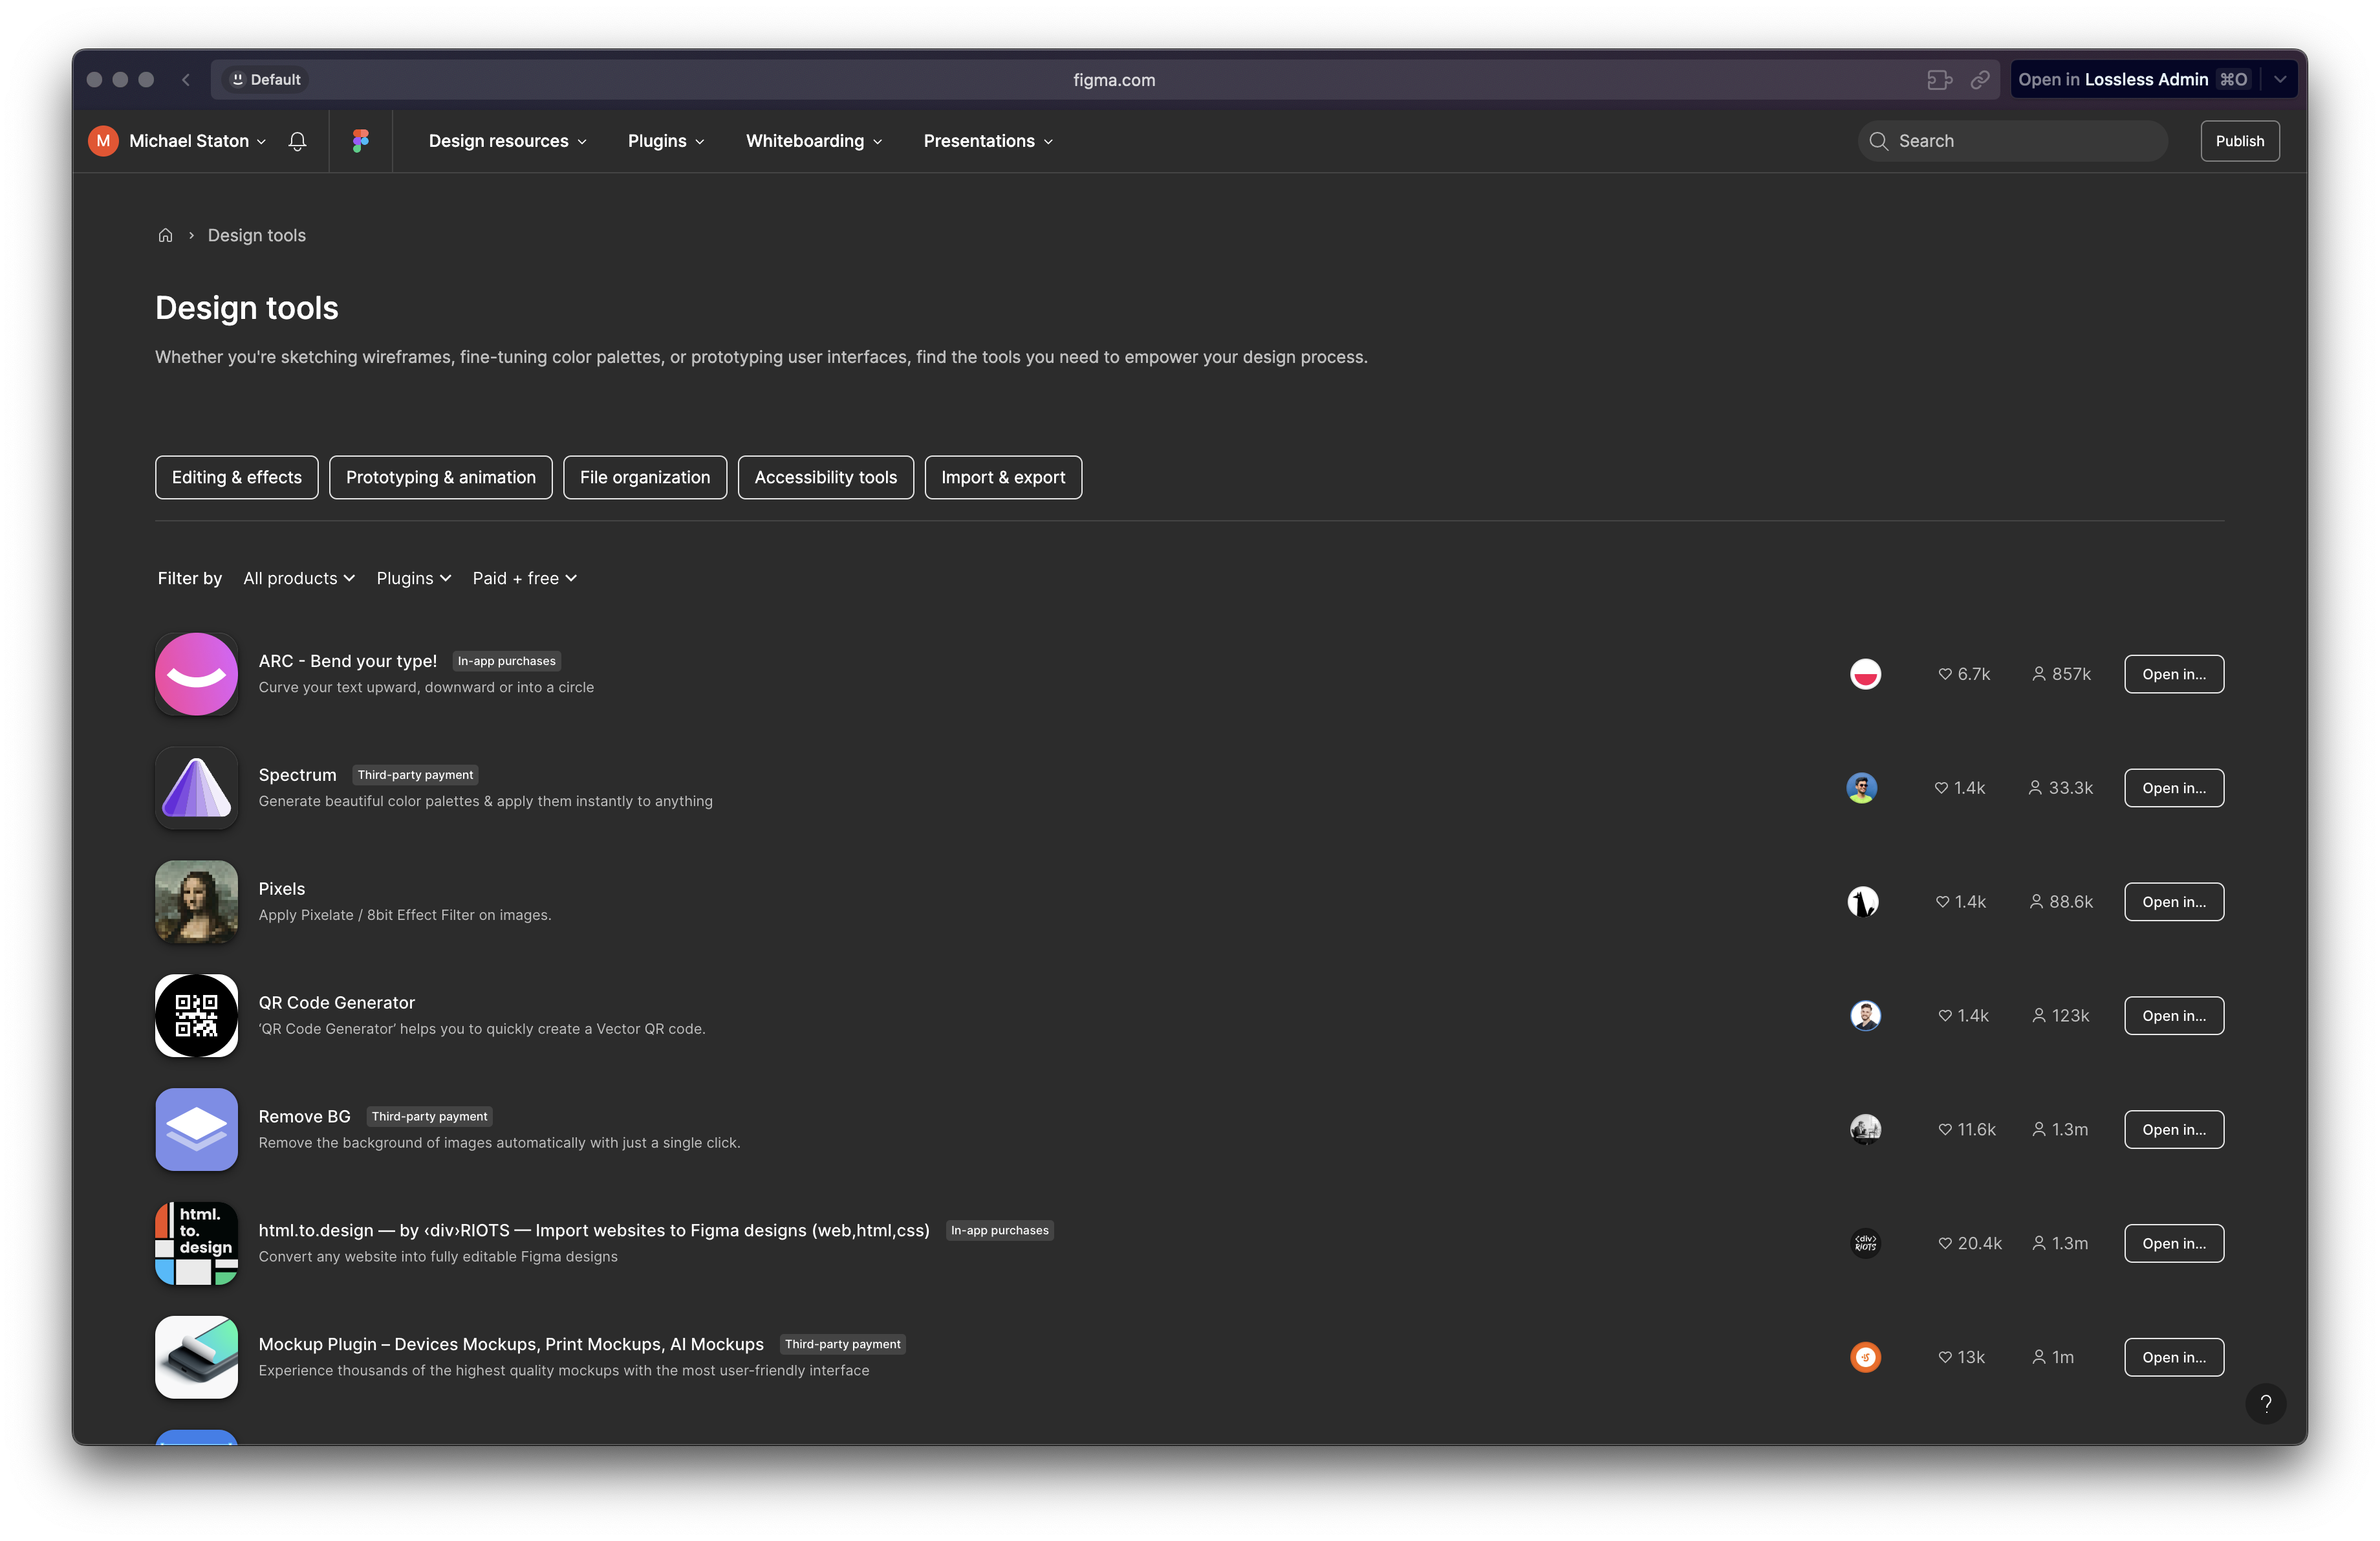 Default
figma.com
Open in Lossless Admin ⌘O
M
Michael Staton
Design resources
Plugins
Whiteboarding
Presentations
Search
Publish
Design tools
Design tools
Whether you're sketching wireframes, fine-tuning color palettes, or prototyping user interfaces, find the tools you need to empower your design process.
Editing & effects
Prototyping & animation
File organization
Accessibility tools
Import & export
Filter by
All products
Plugins
Paid + free
ARC - Bend your type!
In-app purchases
Curve your text upward, downward or into a circle
6.7k
857k
Open in...
Spectrum
Third-party payment
Generate beautiful color palettes & apply them instantly to anything
1.4k
33.3k
Open in...
Pixels
Apply Pixelate / 8bit Effect Filter on images.
1.4k
88.6k
Open in...
QR Code Generator
‘QR Code Generator’ helps you to quickly create a Vector QR code.
1.4k
123k
Open in...
Remove BG
Third-party payment
Remove the background of images automatically with just a single click.
11.6k
1.3m
Open in...
html.
to.
design
html.to.design — by ‹div›RIOTS — Import websites to Figma designs (web,html,css)
In-app purchases
Convert any website into fully editable Figma designs
‹div›
RIOTS
20.4k
1.3m
Open in...
Mockup Plugin – Devices Mockups, Print Mockups, AI Mockups
Third-party payment
Experience thousands of the highest quality mockups with the most user-friendly interface
13k
1m
Open in...
?